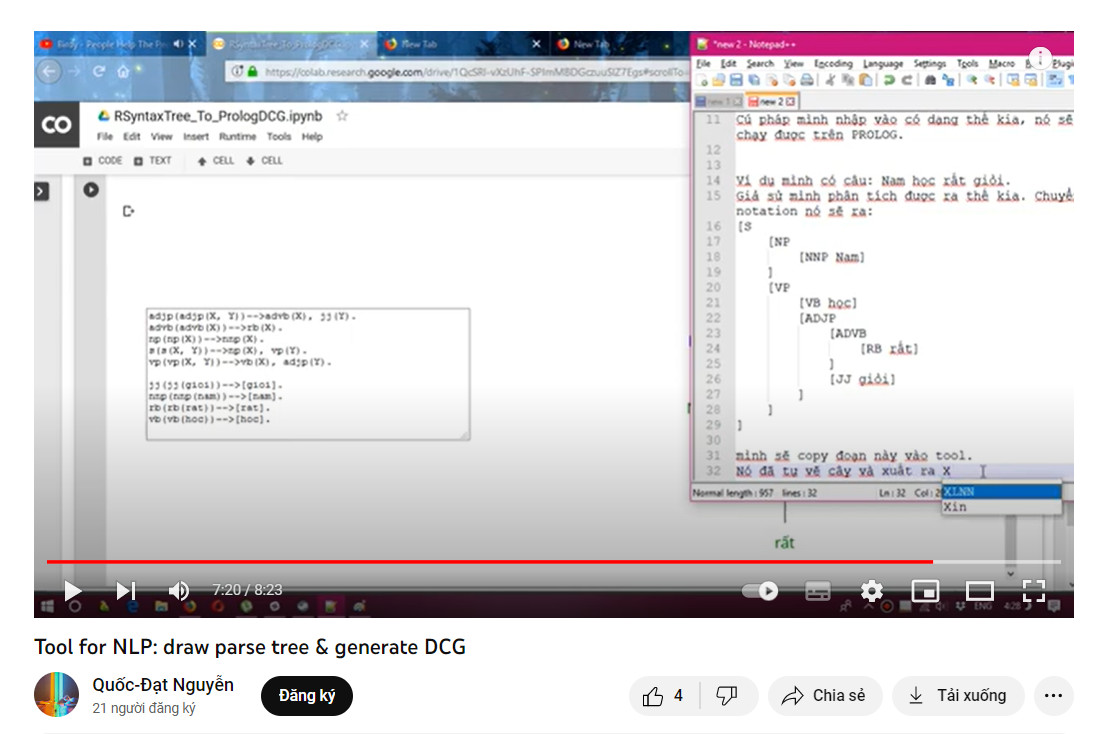 Birdy - People Help The Pe
RSyntaxTree_To_PrologDCG.ip
New Tab
New Tab
https://colab.research.google.com/drive/
RSyntaxTree_To_PrologDCG.ipynb
File Edit View Insert Runtime Tools Help
CODE TEXT CELL CELL
adjp(adjp(X, Y))-->advb(X), jj(Y).
advb(advb(X))-->rb(X).
np(np(X))-->nnp(X).
s(s(X, Y))-->np(X), vp(Y).
vp(vp(X, Y))-->vb(X), adjp(Y).
jj(jj(gioi))-->[gioi].
nnp(nnp(nam))-->[nam].
rb(rb(rat))-->[rat].
vb(vb(hoc))-->[hoc].
*new 2 - Notepad++
File Edit Search View Encoding Language Settings Tools Macro Plugi
new 1 new 2
11 Cú pháp mình nhập vào có dạng thế kia, nó sẽ
chạy được trên PROLOG.
12
13
14 Ví dụ mình có câu: Nam học rất giỏi.
15 Giả sử mình phân tích được ra thế kia. Chuyể
notation nó sẽ ra:
16 [S
17 [NP
18 [NNP Nam]
19 ]
20 [VP
21 [VB học]
22 [ADJP
23 [ADVB
24 [RB rất]
25 ]
26 [JJ giỏi]
27 ]
28 ]
29 ]
30
31 mình sẽ copy đoạn này vào tool.
32 Nó đã tự vẽ cây và xuất ra X
XLNN
Xin
Normal length : 957 lines : 32 Ln : 32 Col : 2
rất
7:20 / 8:23
ENG 4:28
Tool for NLP: draw parse tree & generate DCG
Quốc-Đạt Nguyễn
21 người đăng ký
Đăng ký
4
Chia sẻ
Tải xuống